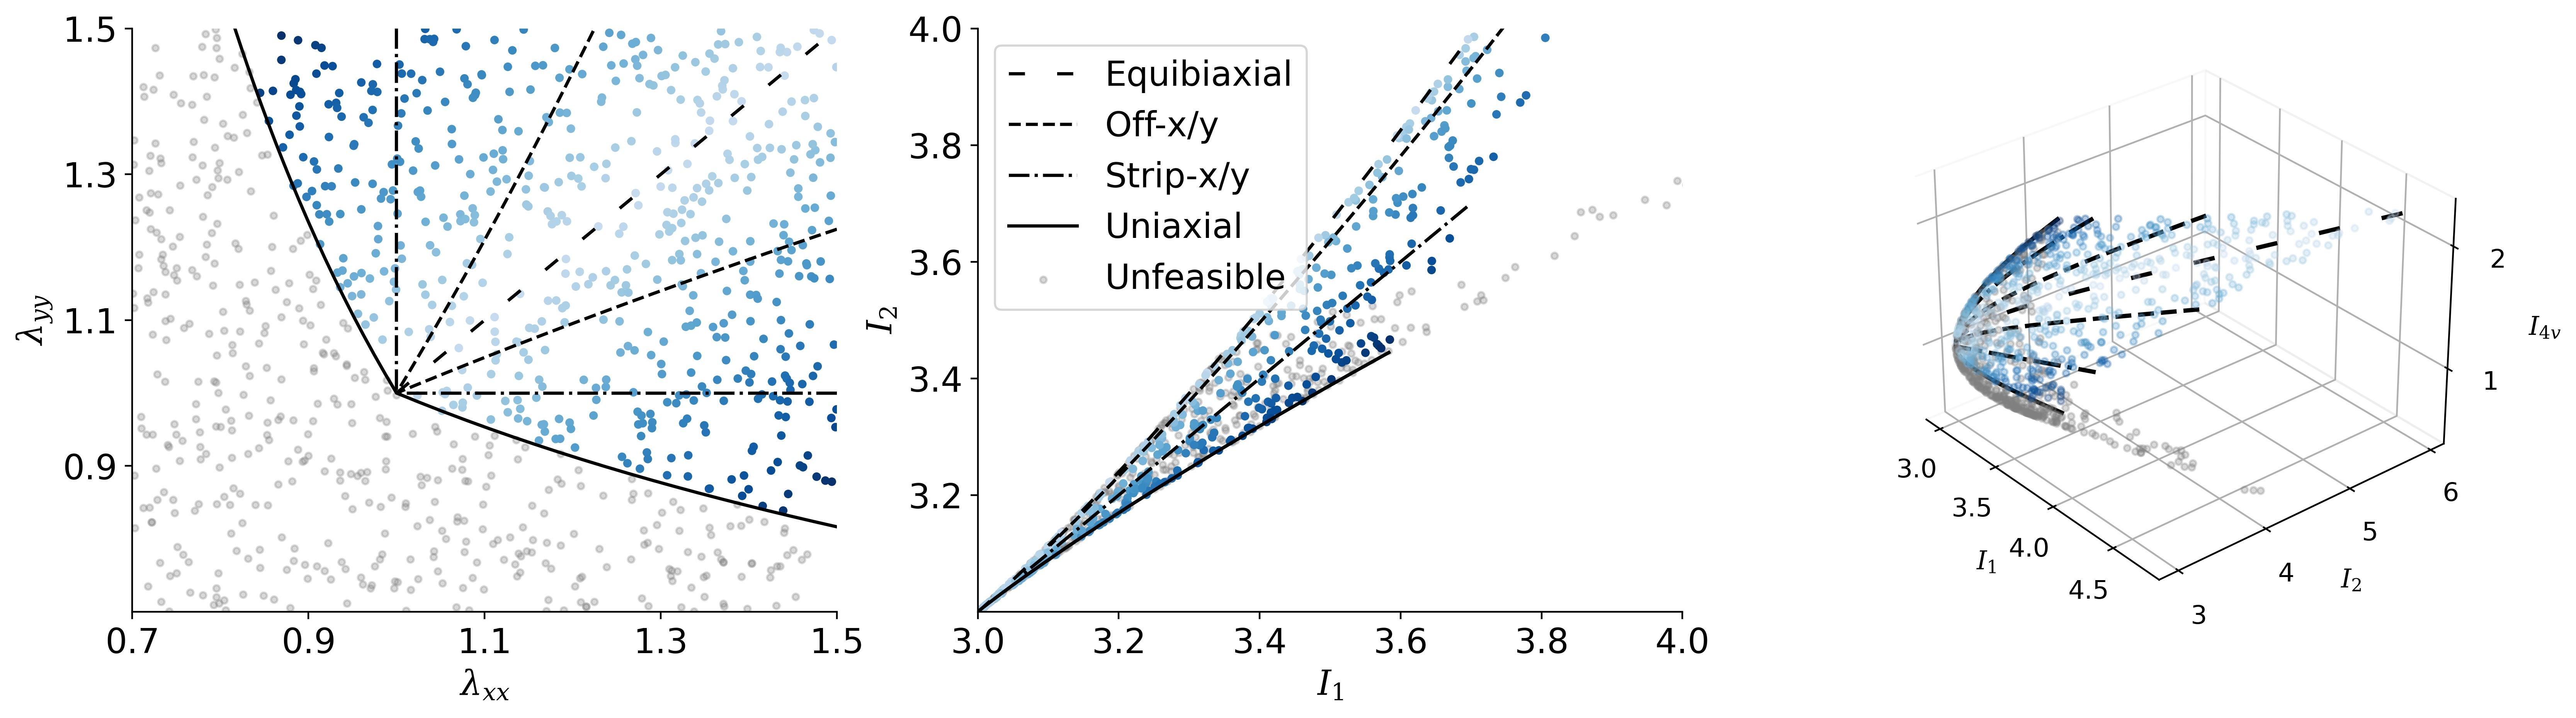 1.5
1.3
1.1
0.9
λyy
0.7
0.9
1.1
1.3
1.5
λxx
4.0
3.8
3.6
3.4
3.2
I2
Equibiaxial
Off-x/y
Strip-x/y
Uniaxial
Unfeasible
3.0
3.2
3.4
3.6
3.8
4.0
I1
2
I4v
1
3.0
3.5
4.0
4.5
I1
3
4
5
6
I2